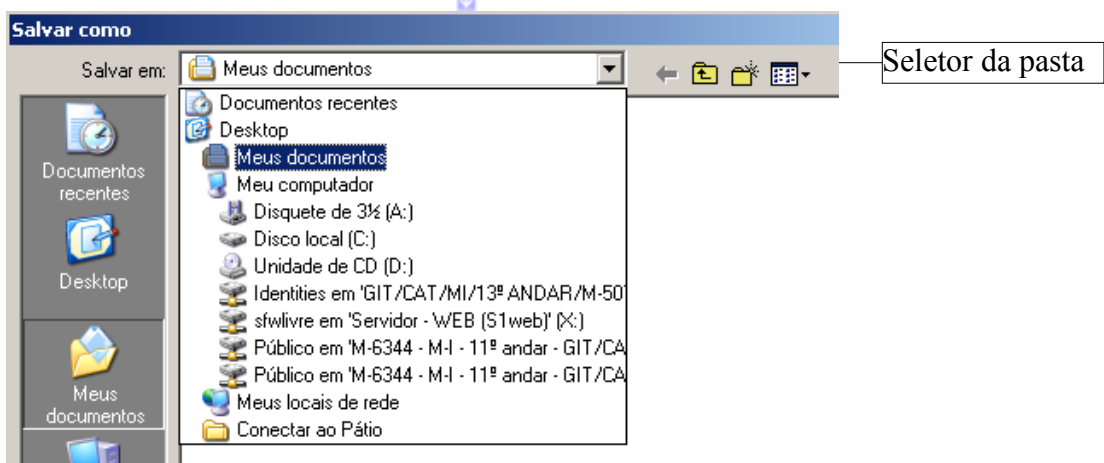 Salvar como
Salvar em: Meus documentos
Seletor da pasta
Documentos recentes
Desktop
Meus documentos
Meu computador
Disquete de 3½ (A:)
Disco local (C:)
Unidade de CD (D:)
Identities em 'GIT/CAT/MI/13º ANDAR/M-50
sfwlivre em 'Servidor - WEB (S1web)' (X:)
Público em 'M-6344 - M-I - 11º andar - GIT/CA
Público em 'M-6344 - M-I - 11º andar - GIT/CA
Meus locais de rede
Conectar ao Pátio
Documentos
recentes
Desktop
Meus
documentos